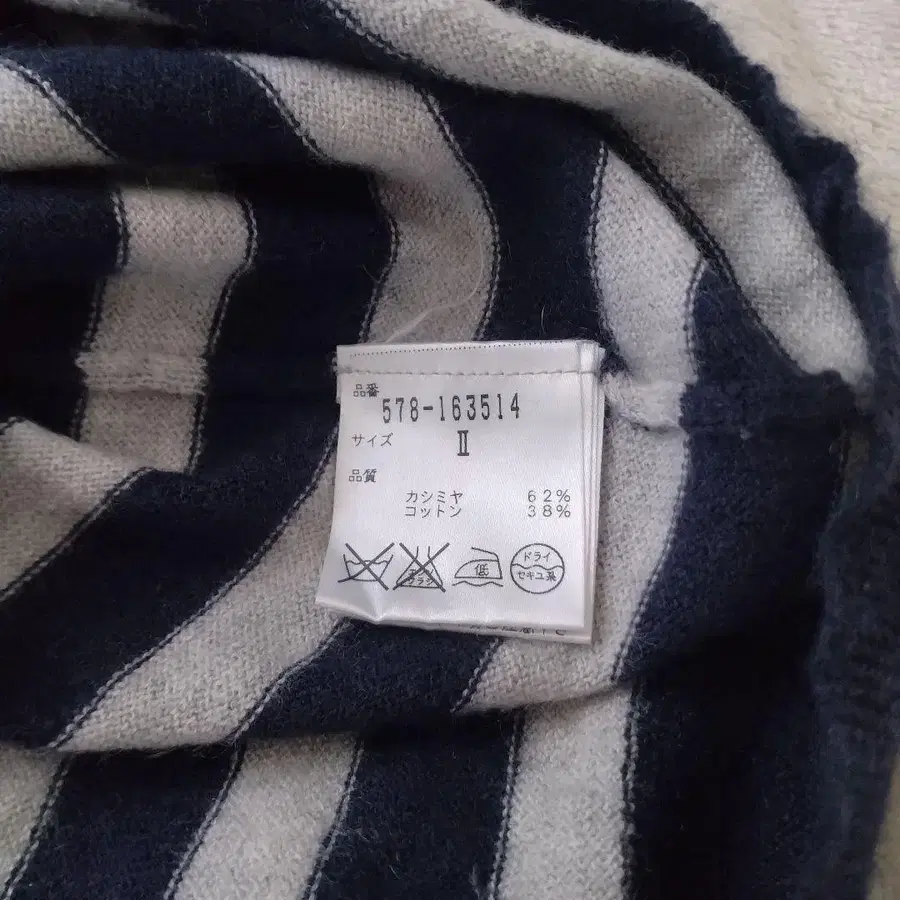 品番
578-163514
サイズ
Ⅱ
品質
カシミヤ 62%
コットン 38%
低
ドライ
セキユ系